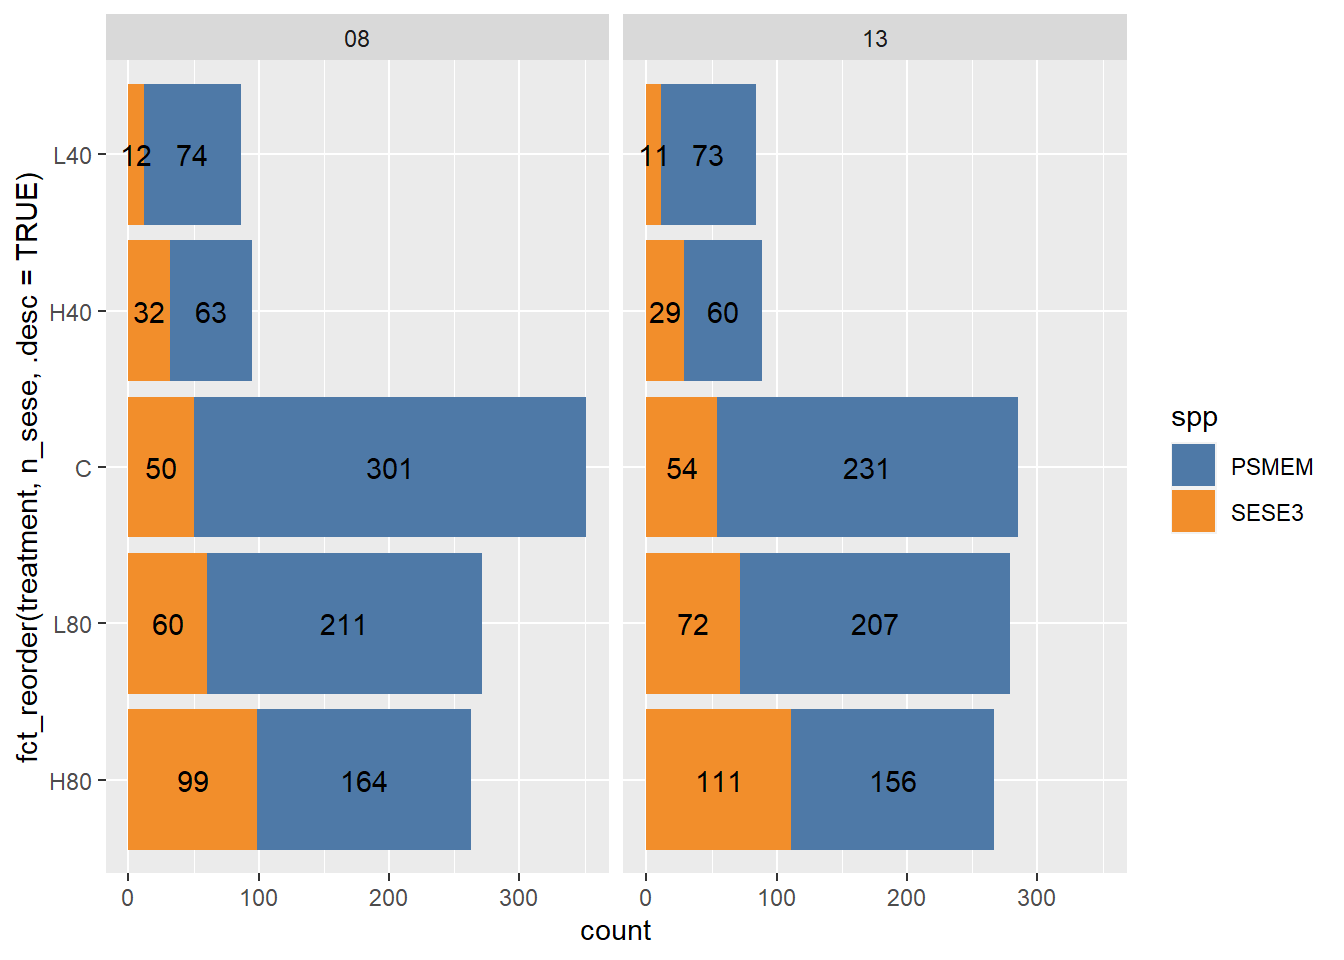 08
13
L40
12 74
11 73
H40
32 63
29 60
C
50 301
54 231
L80
60 211
72 207
H80
99 164
111 156
0 100 200 300
0 100 200 300
count
fct_reorder(treatment, n_sese, .desc = TRUE)
spp
PSMEM
SESE3